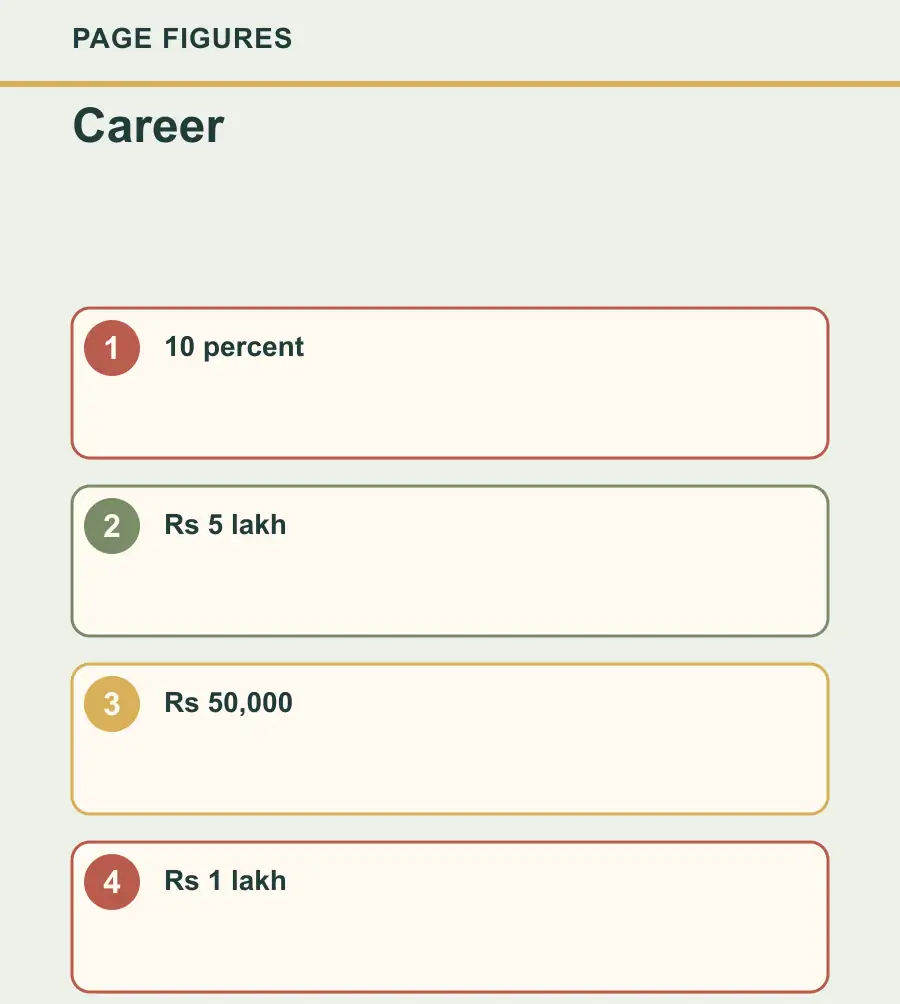 PAGE FIGURES
Career
1 10 percent
2 Rs 5 lakh
3 Rs 50,000
4 Rs 1 lakh